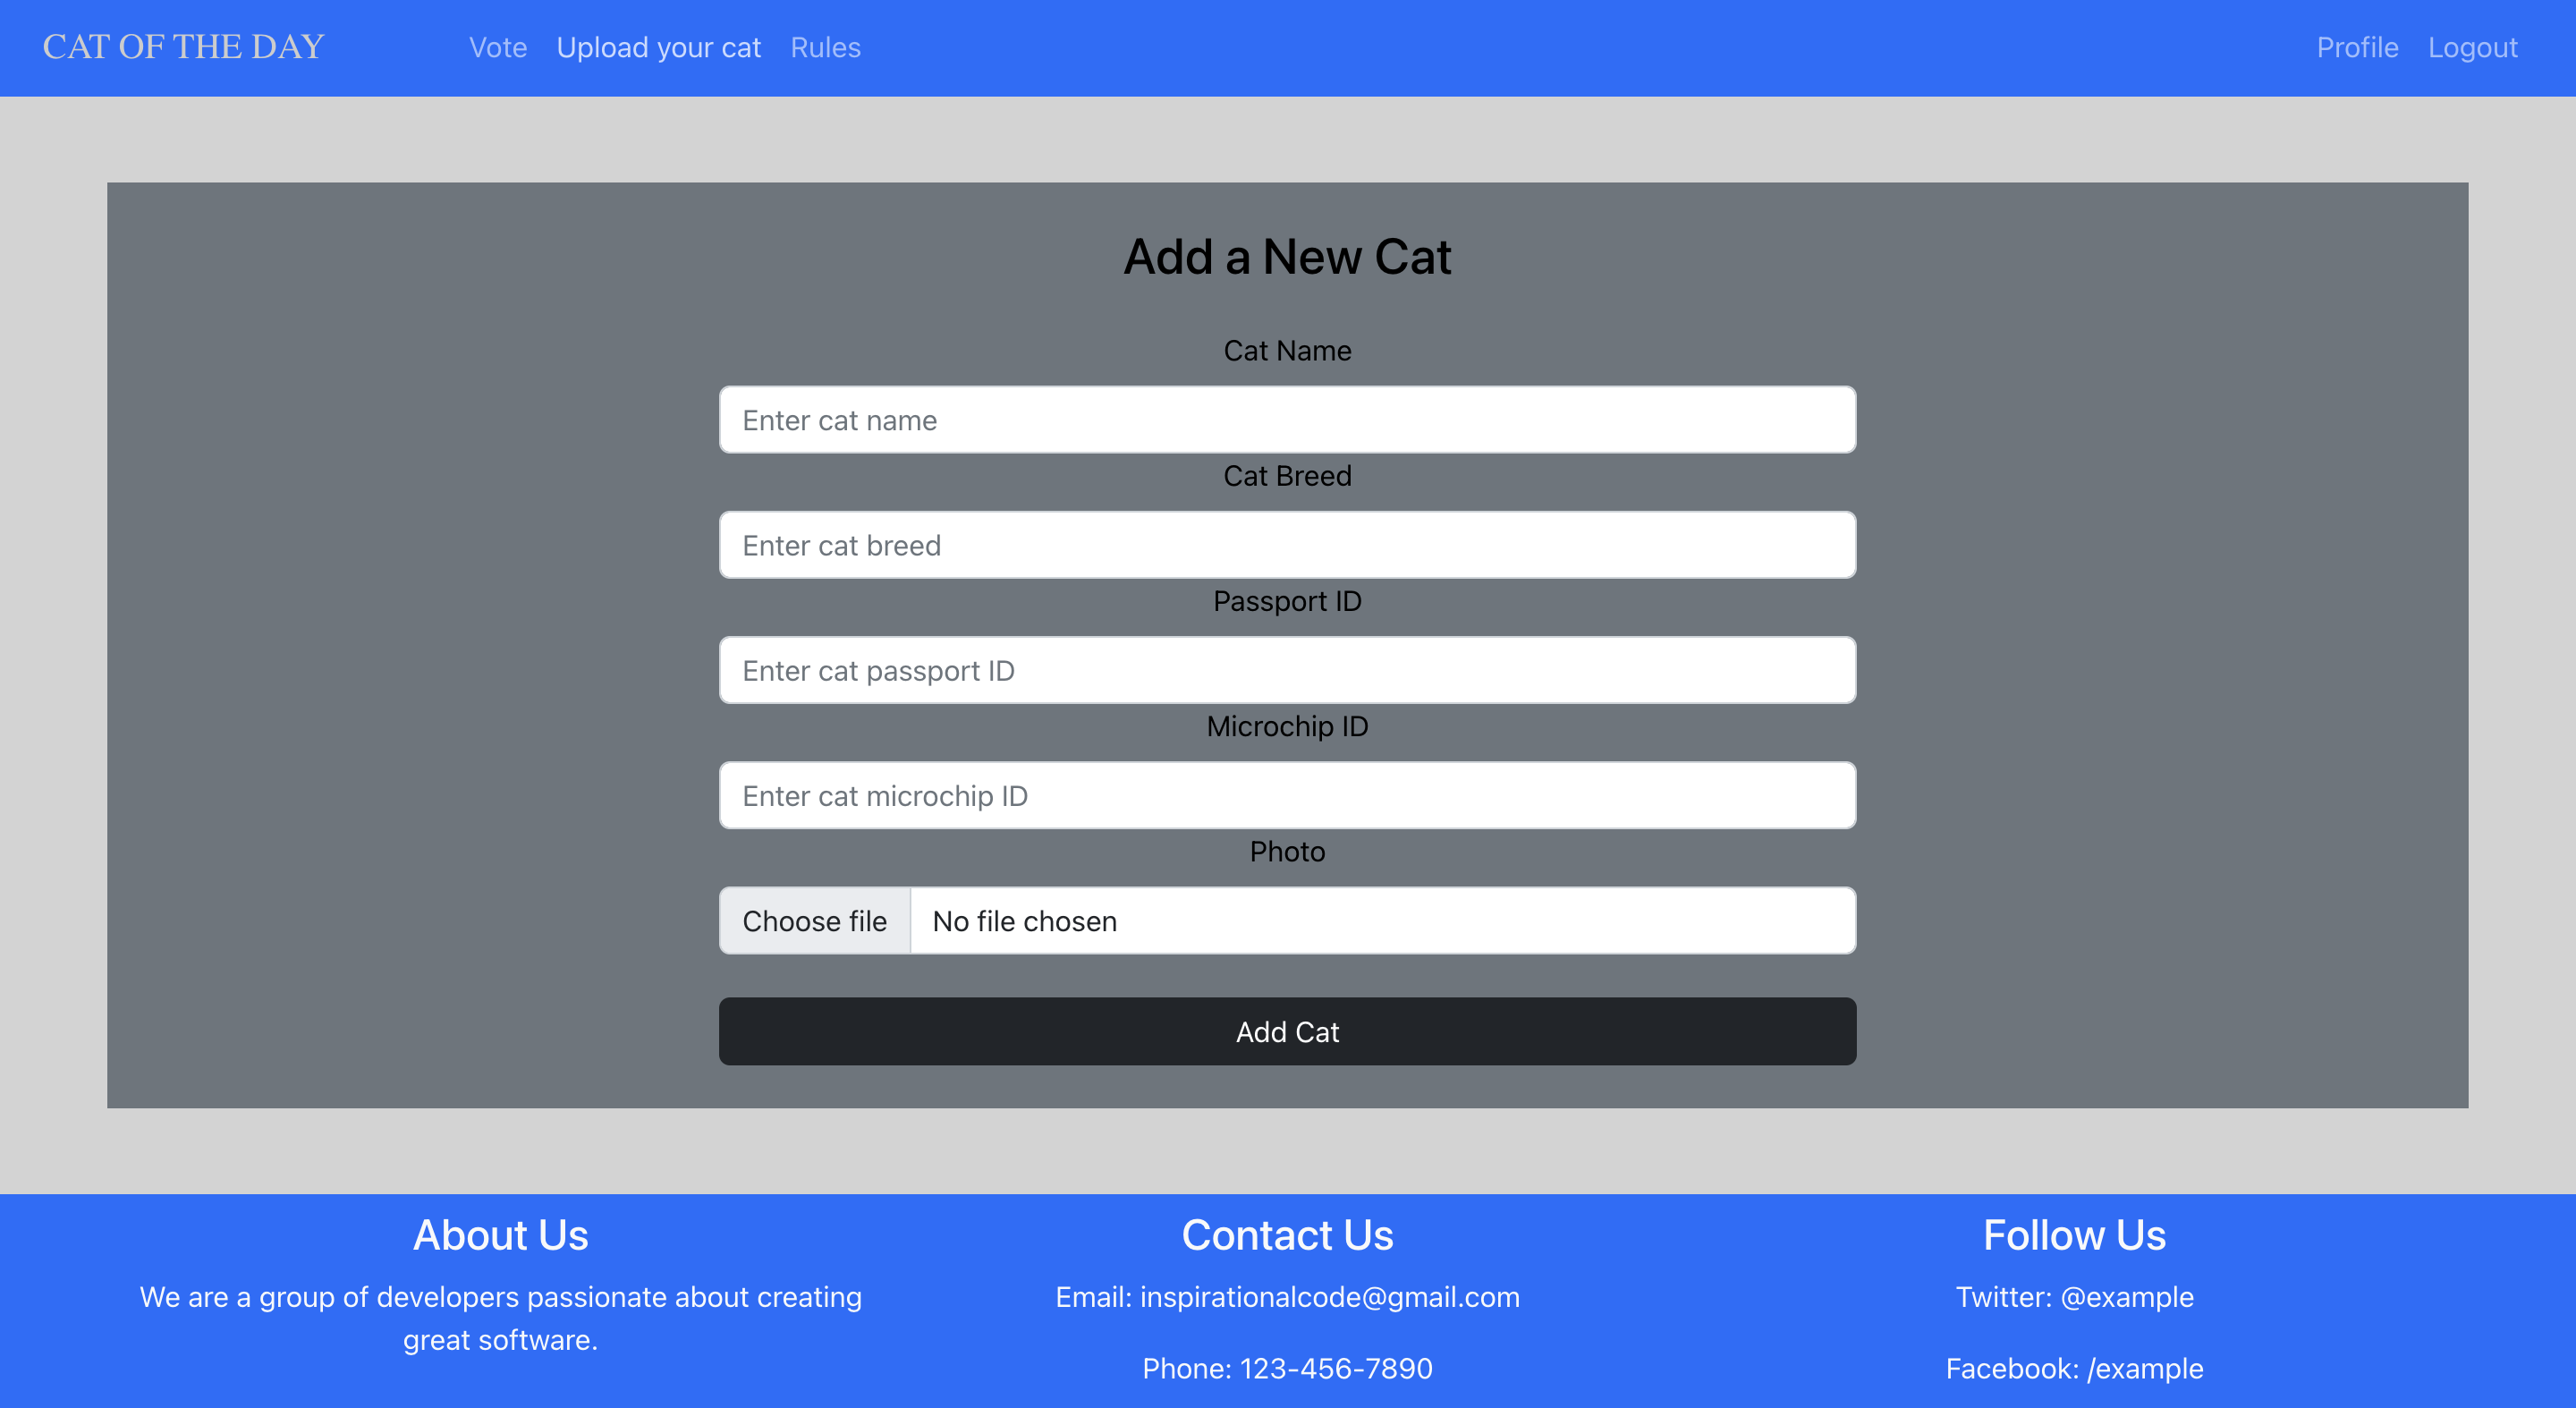 CAT OF THE DAY Vote Upload your cat Rules Profile Logout
Add a New Cat
Cat Name
Enter cat name
Cat Breed
Enter cat breed
Passport ID
Enter cat passport ID
Microchip ID
Enter cat microchip ID
Photo
Choose file No file chosen
Add Cat
About Us
We are a group of developers passionate about creating
great software.
Contact Us
Email: inspirationalcode@gmail.com
Phone: 123-456-7890
Follow Us
Twitter: @example
Facebook: /example